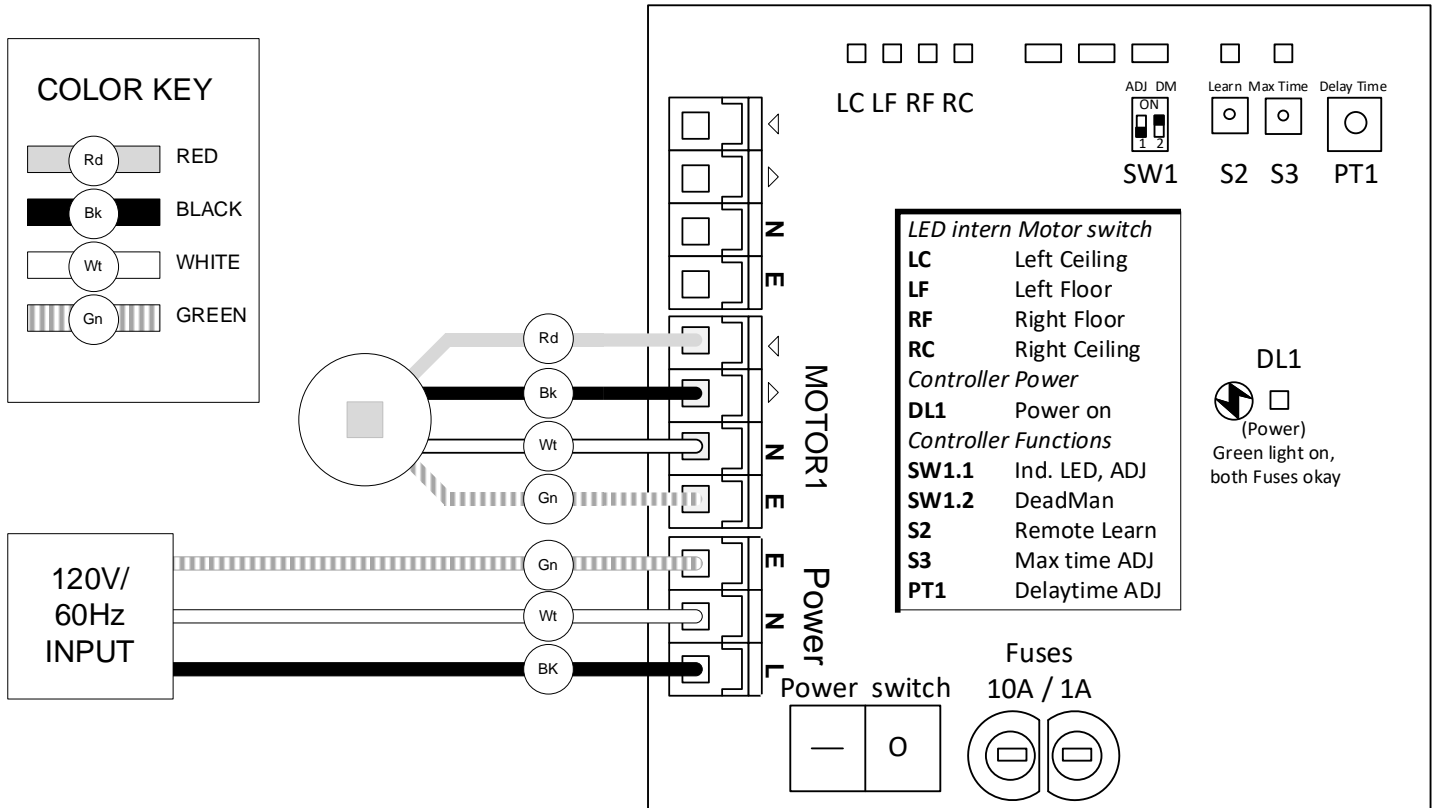 COLOR KEY
Rd RED
Bk BLACK
Wt WHITE
Gn GREEN
120V/
60Hz
INPUT
Rd
Bk
Wt
Gn
Gn
Wt
BK
N
E
MOTOR1
N
E
Power
E
N
L
LC LF RF RC
ADJ DM
ON
1 2
SW1
Learn
S2
Max Time
S3
Delay Time
PT1
LED intern Motor switch
LC Left Ceiling
LF Left Floor
RF Right Floor
RC Right Ceiling
Controller Power
DL1 Power on
Controller Functions
SW1.1 Ind. LED, ADJ
SW1.2 DeadMan
S2 Remote Learn
S3 Max time ADJ
PT1 Delaytime ADJ
DL1
(Power)
Green light on,
both Fuses okay
Power switch
— O
Fuses
10A / 1A